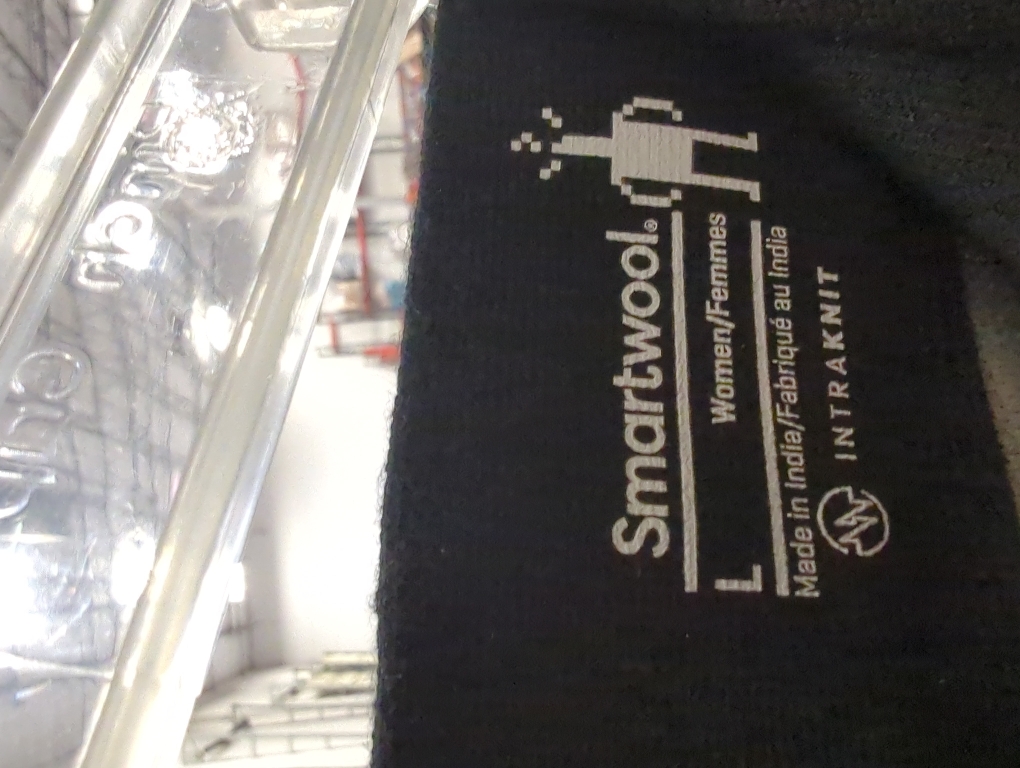 Smartwool®
L Women/Femmes
Made in India/Fabriqué au India
INTRAKNIT